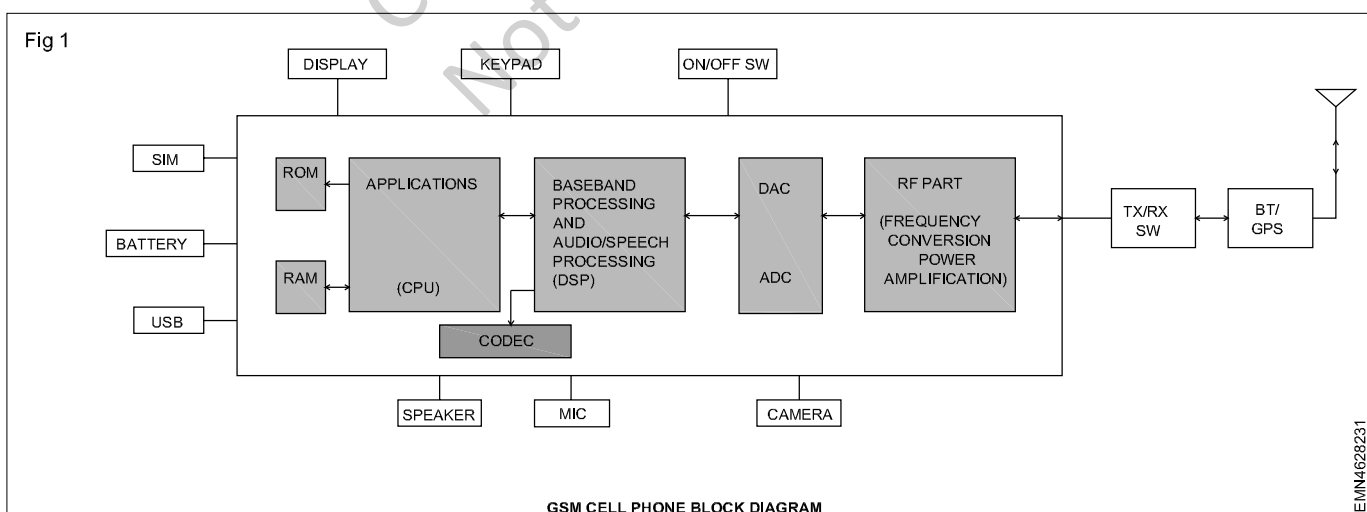 Fig 1
DISPLAY
KEYPAD
ON/OFF SW
SIM
BATTERY
USB
ROM
RAM
APPLICATIONS
(CPU)
BASEBAND
PROCESSING
AND
AUDIO/SPEECH
PROCESSING
(DSP)
CODEC
DAC
ADC
RF PART
(FREQUENCY
CONVERSION
POWER
AMPLIFICATION)
TX/RX
SW
BT/
GPS
SPEAKER
MIC
CAMERA
GSM CELL PHONE BLOCK DIAGRAM
EMN4628231
Not